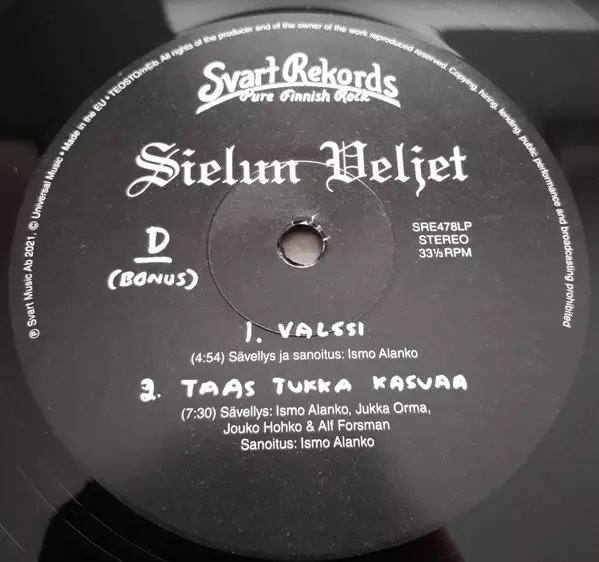 Svart Rekords
Pure Finnish Rock
Sielun Veljet
D
(BONUS)
SRE478LP
STEREO
33⅓ RPM
1. VALSSI
(4:54) Sävellys ja sanoitus: Ismo Alanko
2. TAAS TUKKA KASVAA
(7:30) Sävellys: Ismo Alanko, Jukka Orma,
Jouko Hohko & Alf Forsman
Sanoitus: Ismo Alanko
℗ Svart Music Ab 2021, © Universal Music • Made in the EU • TEOSTO/n©b. All rights of the producer and of the owner of the work reproduced reserved. Copying, hiring, lending, public performance and broadcasting prohibited